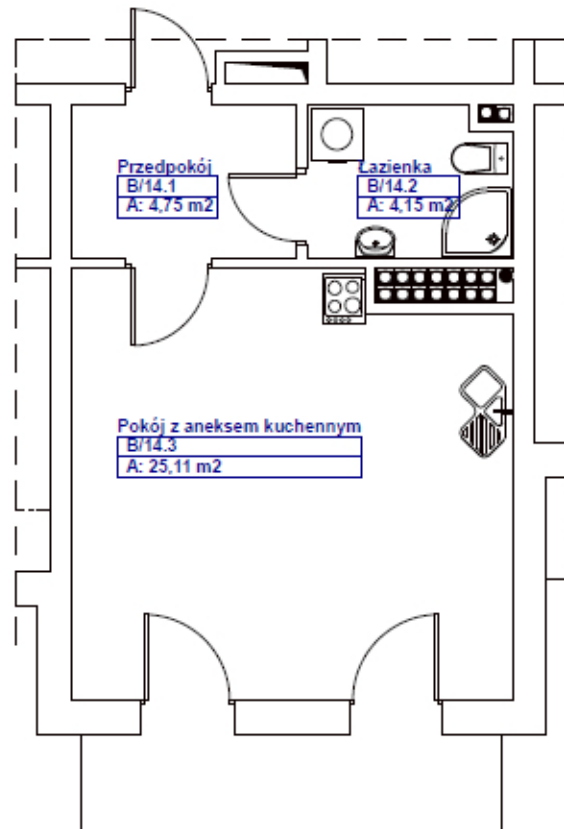 Przedpokój
B/14.1
A: 4,75 m2
Łazienka
B/14.2
A: 4,15 m2
Pokój z aneksem kuchennym
B/14.3
A: 25,11 m2